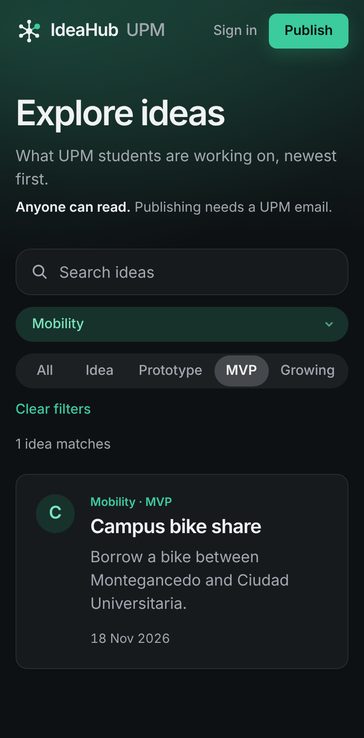 IdeaHub UPM
Sign in
Publish
Explore ideas
What UPM students are working on, newest
first.
Anyone can read. Publishing needs a UPM email.
Search ideas
Mobility
All
Idea
Prototype
MVP
Growing
Clear filters
1 idea matches
C
Mobility · MVP
Campus bike share
Borrow a bike between
Montegancedo and Ciudad
Universitaria.
18 Nov 2026